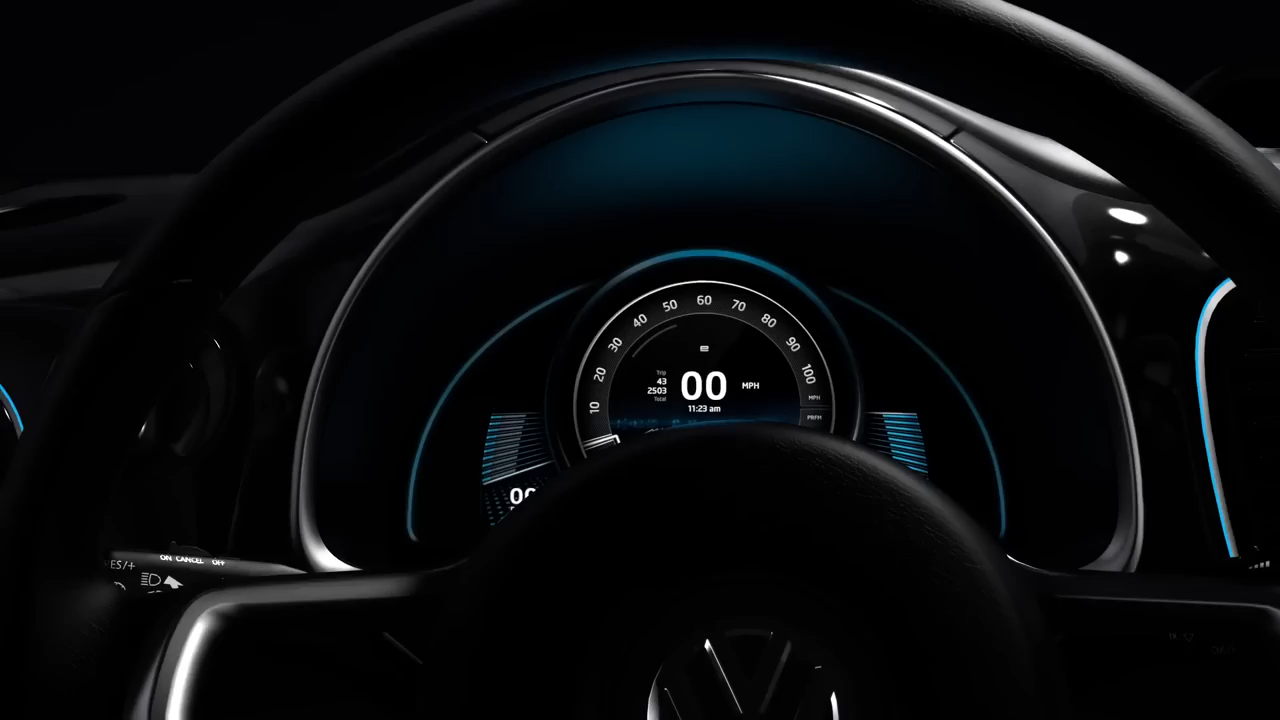 10
20
30
40
50
60
70
80
90
100
MPH
PRFM
e
Trip
43
2503
Total
00 MPH
11:23 am
ON CANCEL OFF
ES/+